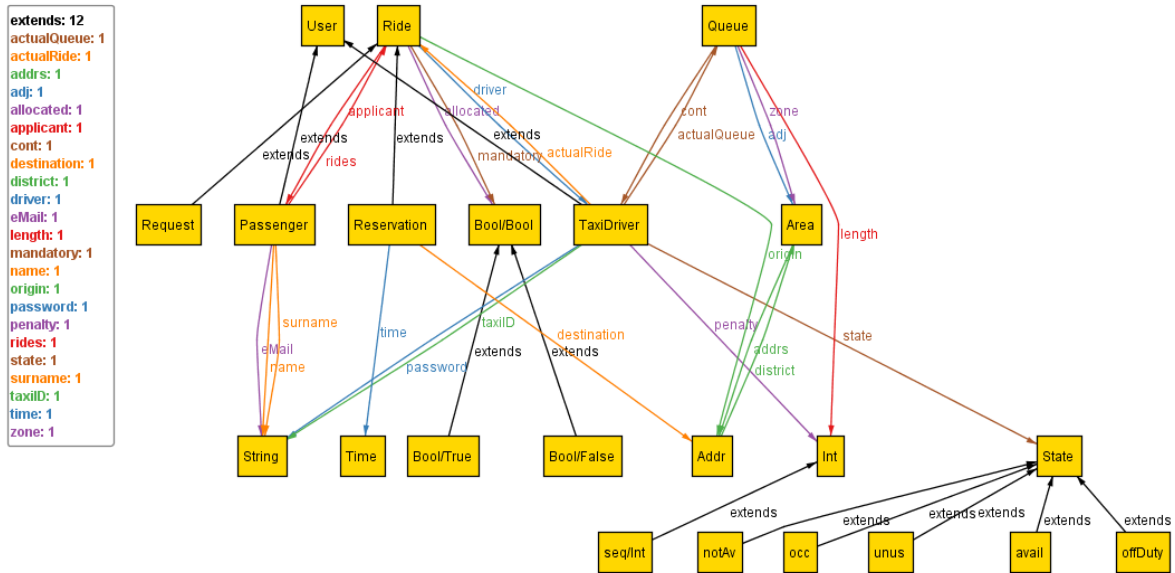 extends: 12
actualQueue: 1
actualRide: 1
addrs: 1
adj: 1
allocated: 1
applicant: 1
cont: 1
destination: 1
district: 1
driver: 1
eMail: 1
length: 1
mandatory: 1
name: 1
origin: 1
password: 1
penalty: 1
rides: 1
state: 1
surname: 1
taxiID: 1
time: 1
zone: 1
User
Ride
Queue
driver
applicant
allocated
cont
zone
extends
extends
extends
actualQueue
adj
extends
rides
mandatory
actualRide
Request
Passenger
Reservation
Bool/Bool
TaxiDriver
Area
length
origin
surname
time
taxiID
destination
penalty
state
eMail
name
password
extends
extends
addrs
district
String
Time
Bool/True
Bool/False
Addr
Int
State
extends
extends
extends
extends
extends
extends
seq/Int
notAv
occ
unus
avail
offDuty